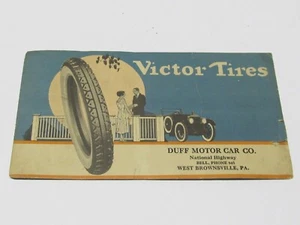 Victor Tires
DUFF MOTOR CAR CO.
National Highway
BELL PHONE
WEST BROWNSVILLE, PA.